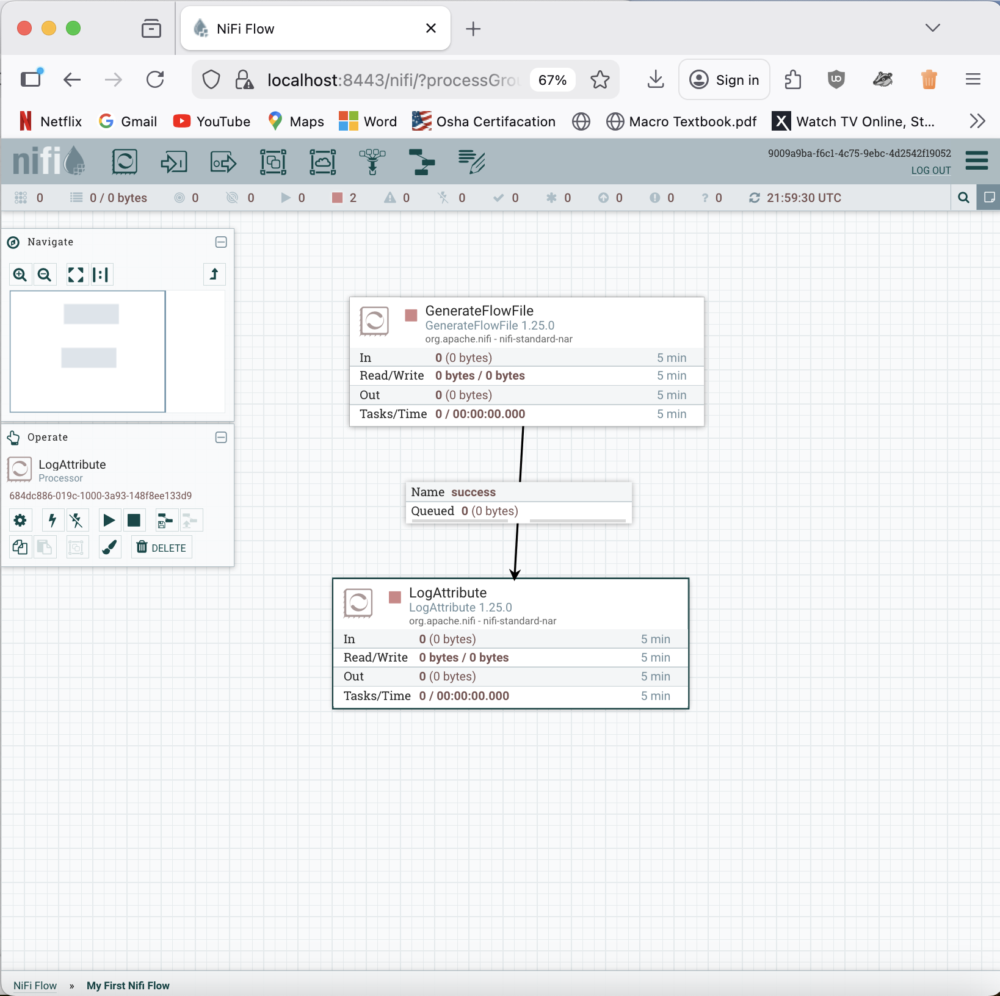 NiFi Flow
localhost:8443/nifi/?processGrou
67%
Sign in
Netflix
Gmail
YouTube
Maps
Word
Osha Certifacation
Macro Textbook.pdf
Watch TV Online, St...
nifi
9009a9ba-f6c1-4c75-9ebc-4d2542f19052
LOG OUT
0 0 / 0 bytes 0 0 0 2 0 0 0 0 0 0 ? 0 21:59:30 UTC
Navigate
Operate
LogAttribute
Processor
684dc886-019c-1000-3a93-148f8ee133d9
DELETE
GenerateFlowFile
GenerateFlowFile 1.25.0
org.apache.nifi - nifi-standard-nar
In 0 (0 bytes) 5 min
Read/Write 0 bytes / 0 bytes 5 min
Out 0 (0 bytes) 5 min
Tasks/Time 0 / 00:00:00.000 5 min
Name success
Queued 0 (0 bytes)
LogAttribute
LogAttribute 1.25.0
org.apache.nifi - nifi-standard-nar
In 0 (0 bytes) 5 min
Read/Write 0 bytes / 0 bytes 5 min
Out 0 (0 bytes) 5 min
Tasks/Time 0 / 00:00:00.000 5 min
NiFi Flow » My First Nifi Flow